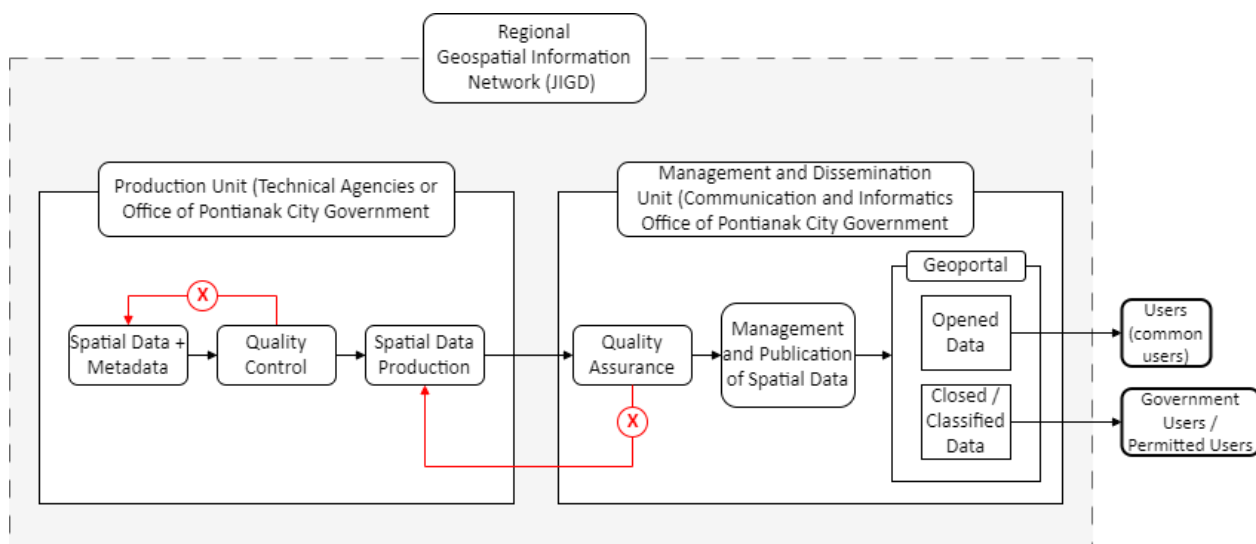 Regional
Geospatial Information
Network (JIGD)
Production Unit (Technical Agencies or
Office of Pontianak City Government
Management and Dissemination
Unit (Communication and Informatics
Office of Pontianak City Government
Geoportal
X
Spatial Data +
Metadata
Quality
Control
Spatial Data
Production
Quality
Assurance
X
Management
and Publication
of Spatial Data
Opened
Data
Closed /
Classified
Data
Users
(common
users)
Government
Users /
Permitted Users